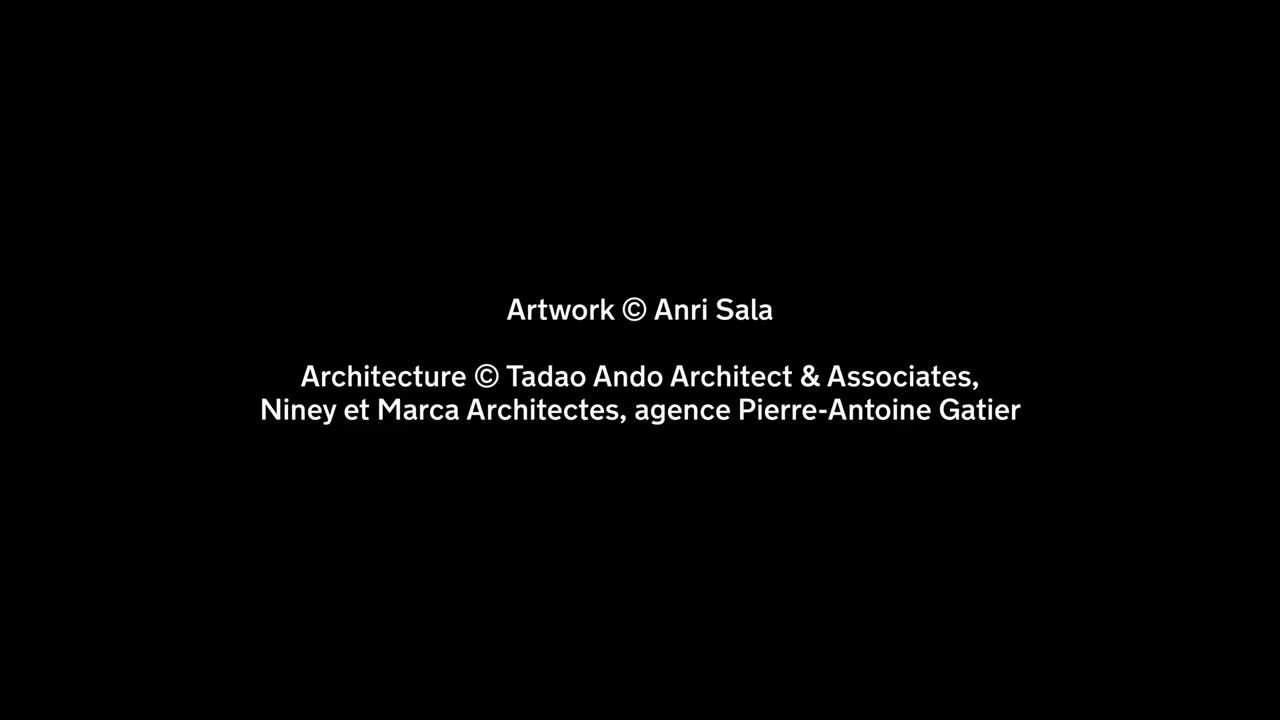 Artwork © Anri Sala
Architecture © Tadao Ando Architect & Associates,
Niney et Marca Architectes, agence Pierre-Antoine Gatier